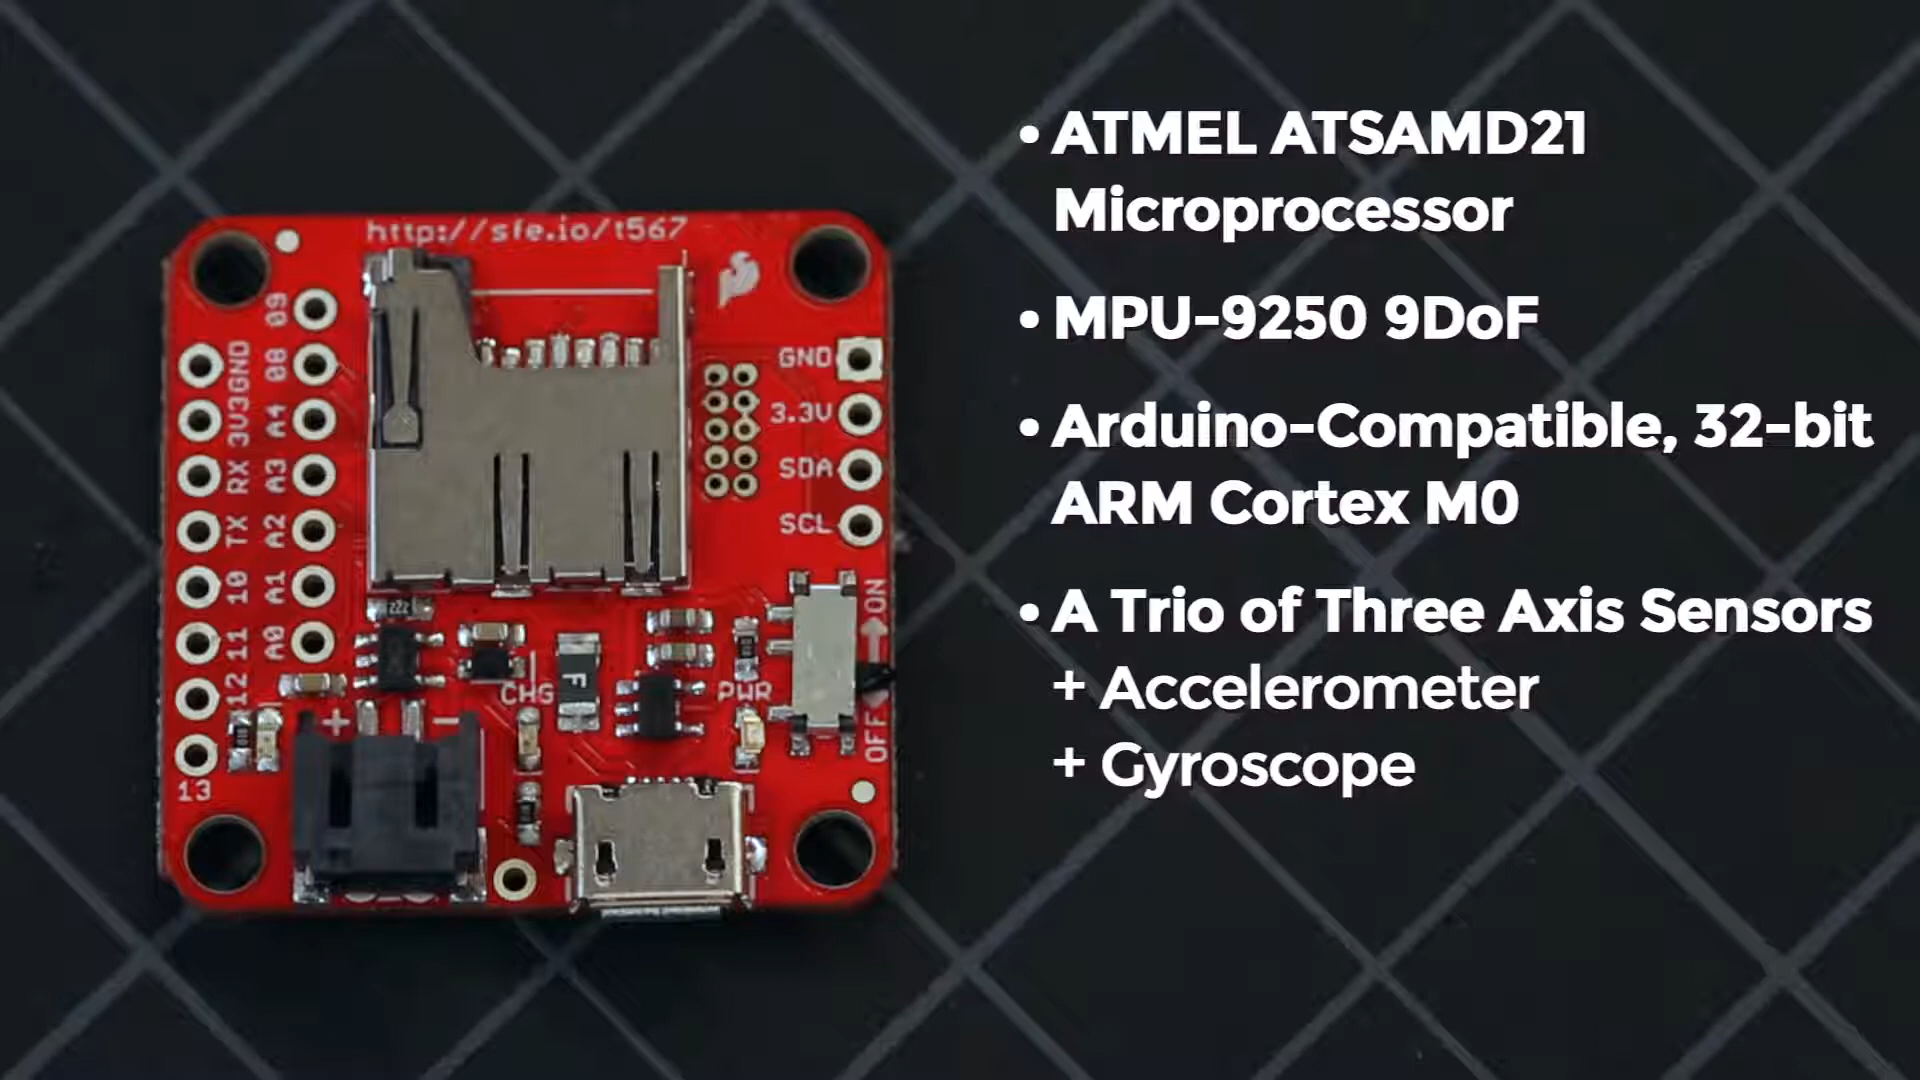 • ATMEL ATSAMD21
Microprocessor
• MPU-9250 9DoF
• Arduino-Compatible, 32-bit
ARM Cortex M0
• A Trio of Three Axis Sensors
+ Accelerometer
+ Gyroscope
http://sfe.io/t567
09
08
A4
A3
A2
A1
A0
GND
3V3
RX
TX
10
11
12
13
GND
3.3V
SDA
SCL
ON
OFF
CHG
PWR
F
+
−